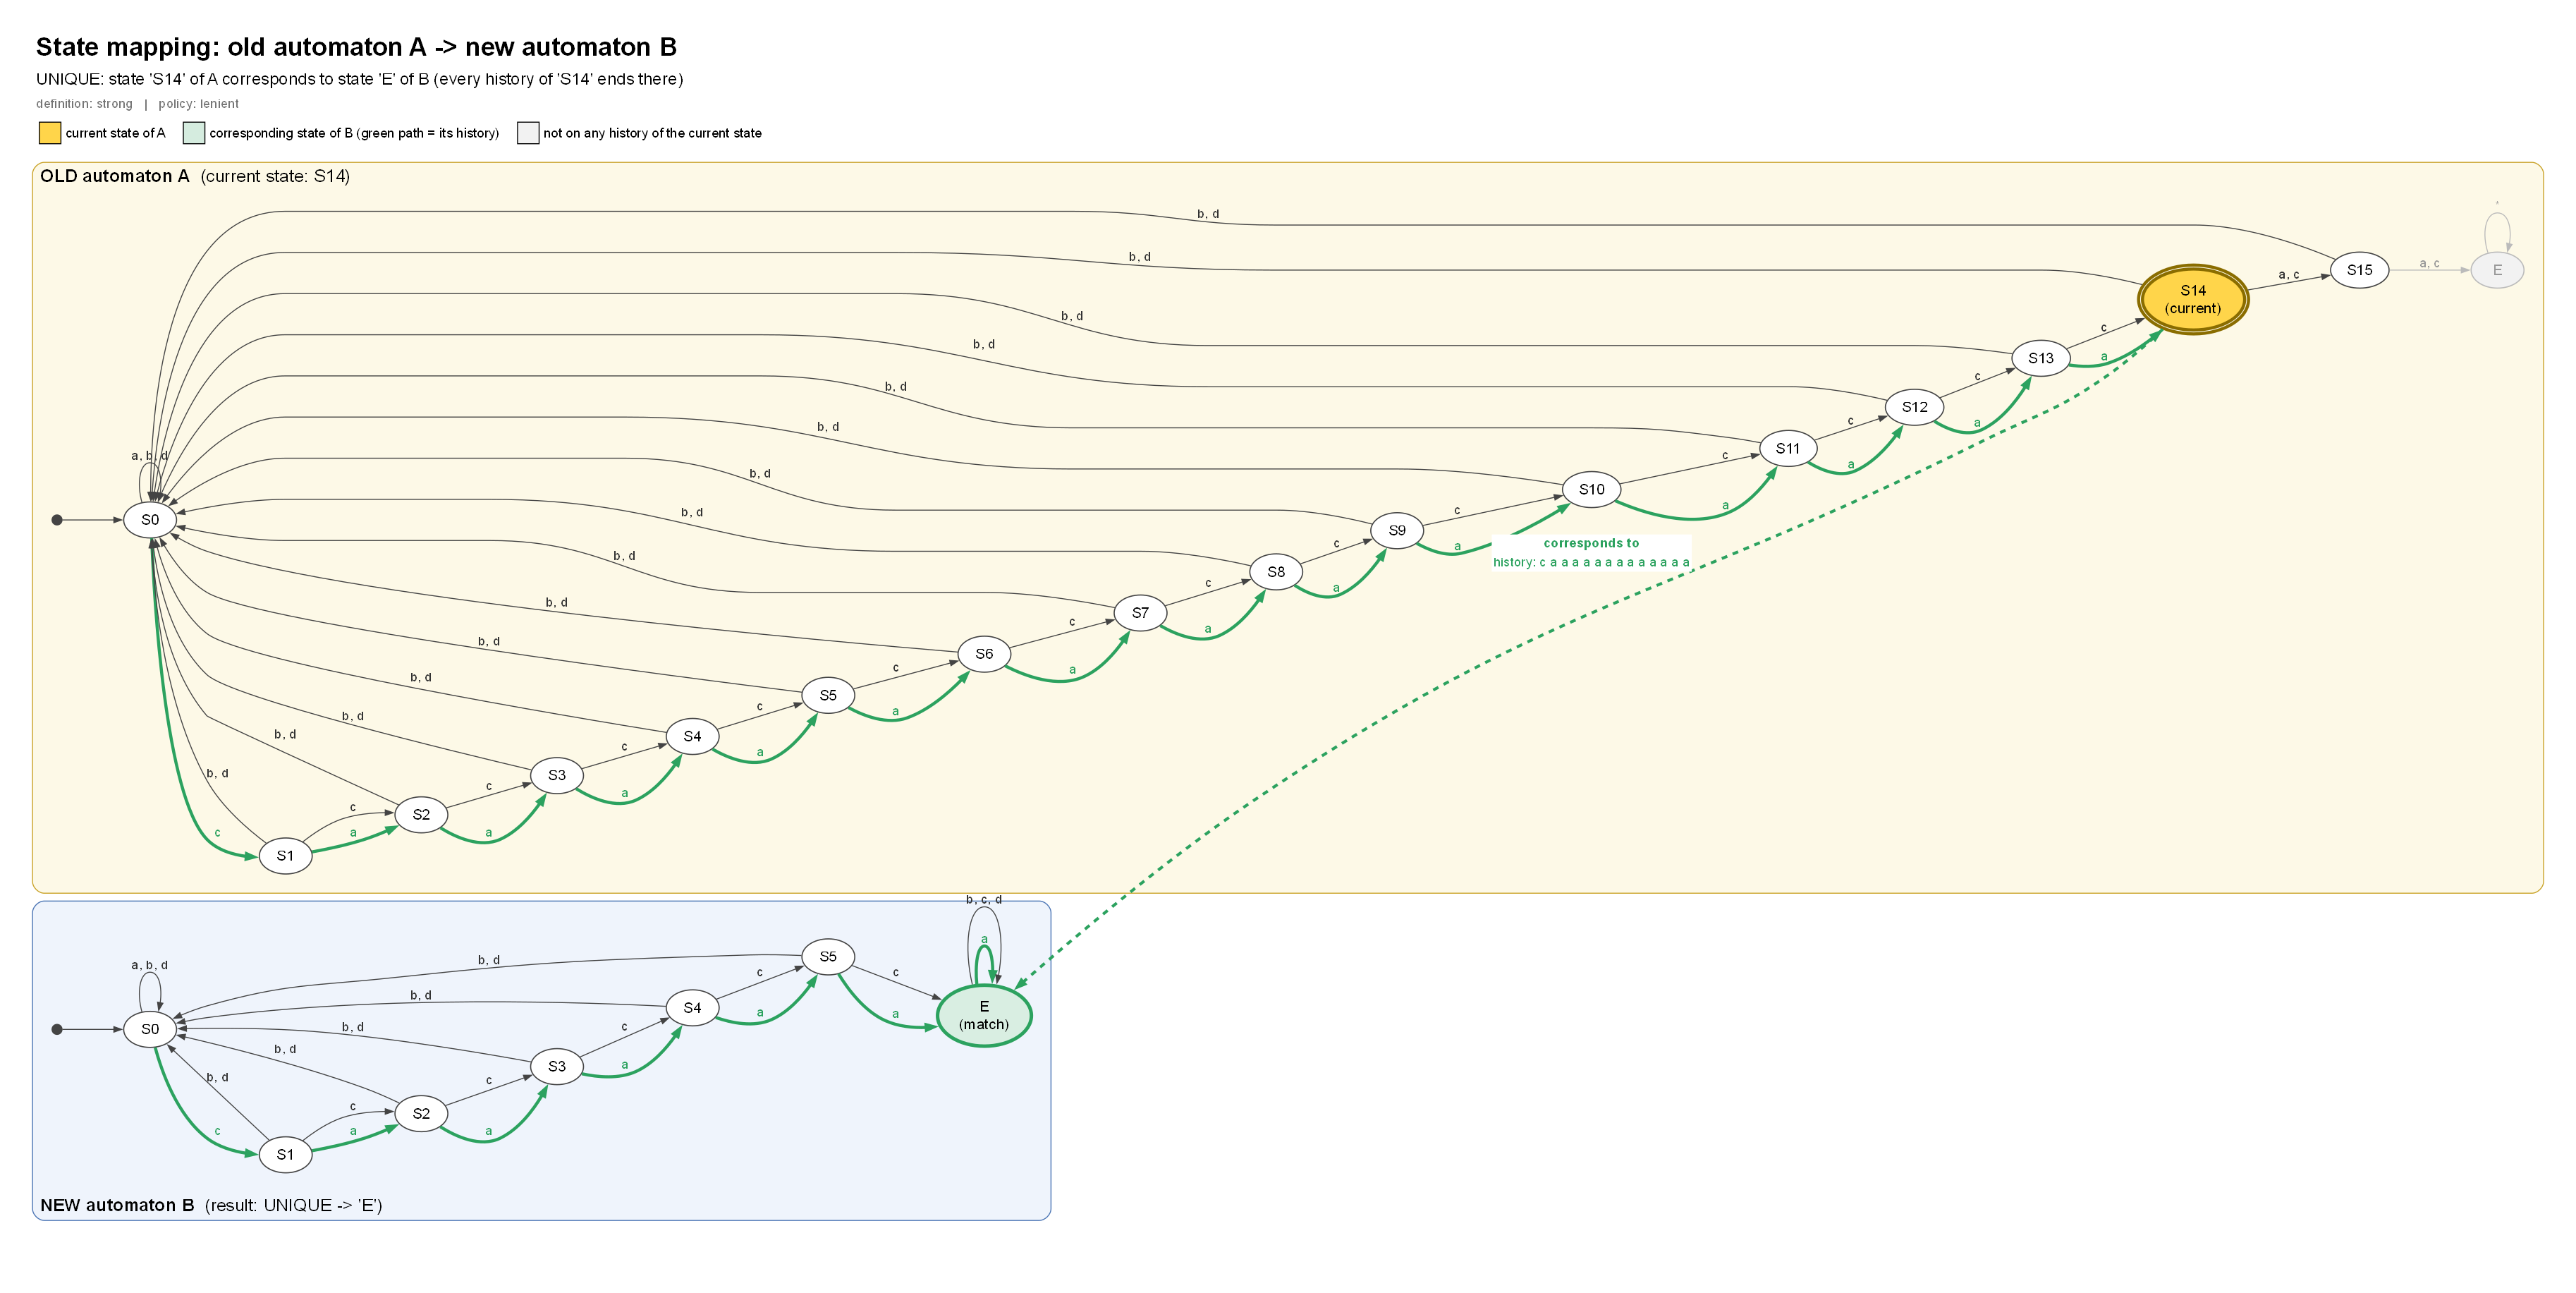 State mapping: old automaton A -> new automaton B
UNIQUE: state 'S14' of A corresponds to state 'E' of B (every history of 'S14' ends there)
definition: strong | policy: lenient
current state of A
corresponding state of B (green path = its history)
not on any history of the current state
OLD automaton A (current state: S14)
b, d
*
b, d
S15
a, c
E
a, c
S14
(current)
b, d
c
b, d
S13
a
c
b, d
S12
a
c
b, d
S11
a
c
a, b, d
b, d
S10
a
c
S0
b, d
S9
a
c
a
corresponds to
history: c a a a a a a a a a a a a a
b, d
S8
c
a
b, d
S7
c
a
b, d
S6
c
a
b, d
S5
c
a
b, d
S4
c
a
b, d
S3
c
a
b, d
S2
c
a
b, d
c
a
c
S1
b, c, d
a
a, b, d
b, d
S5
c
E
(match)
b, d
S4
c
a
a
S0
b, d
c
S3
a
b, d
c
S2
a
b, d
c
a
c
S1
NEW automaton B (result: UNIQUE -> 'E')